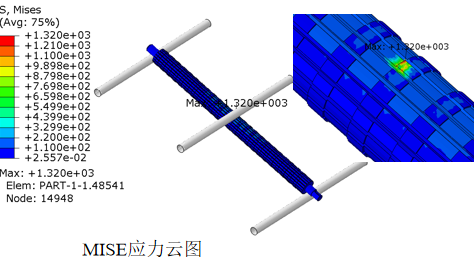 S, Mises
(Avg: 75%)
+1.320e+03
+1.210e+03
+1.100e+03
+9.898e+02
+8.798e+02
+7.698e+02
+6.598e+02
+5.499e+02
+4.399e+02
+3.299e+02
+2.200e+02
+1.100e+02
+2.557e-02
Max: +1.320e+03
Elem: PART-1-1.48541
Node: 14948
Max: +1.320e+003
Max: +1.320e+003
MISE应力云图